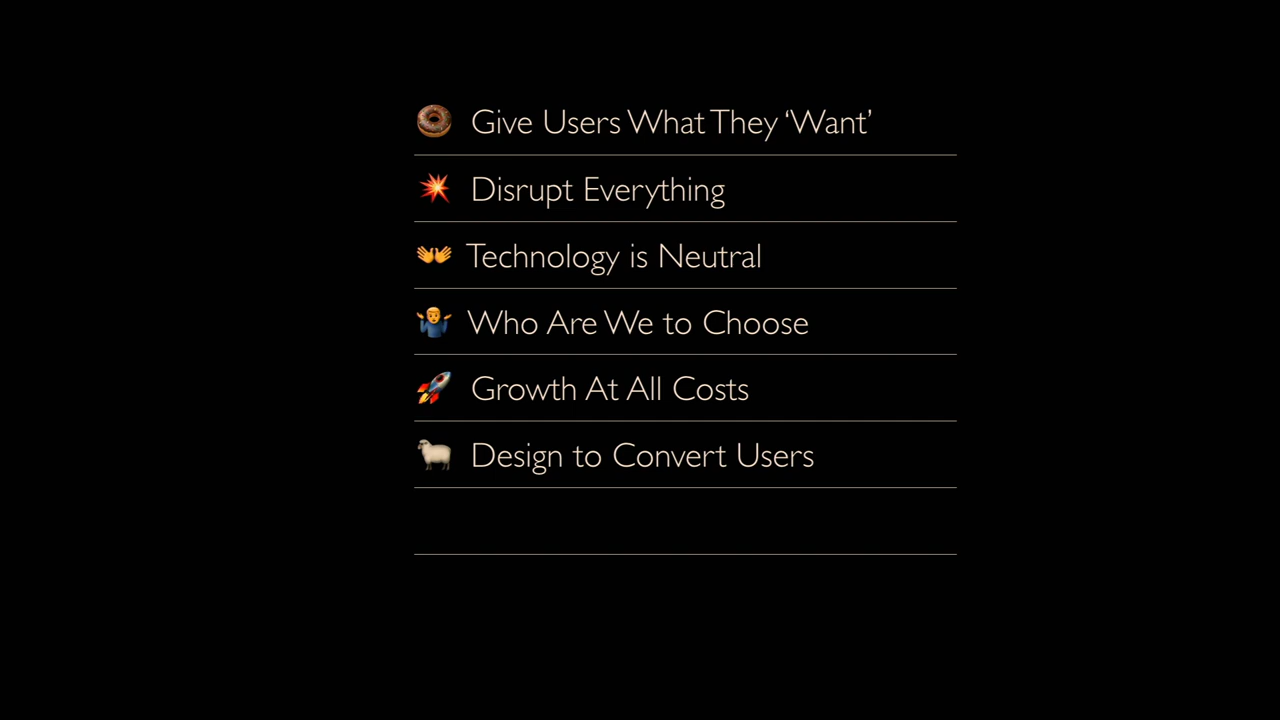 Give Users What They ‘Want’
Disrupt Everything
Technology is Neutral
Who Are We to Choose
Growth At All Costs
Design to Convert Users